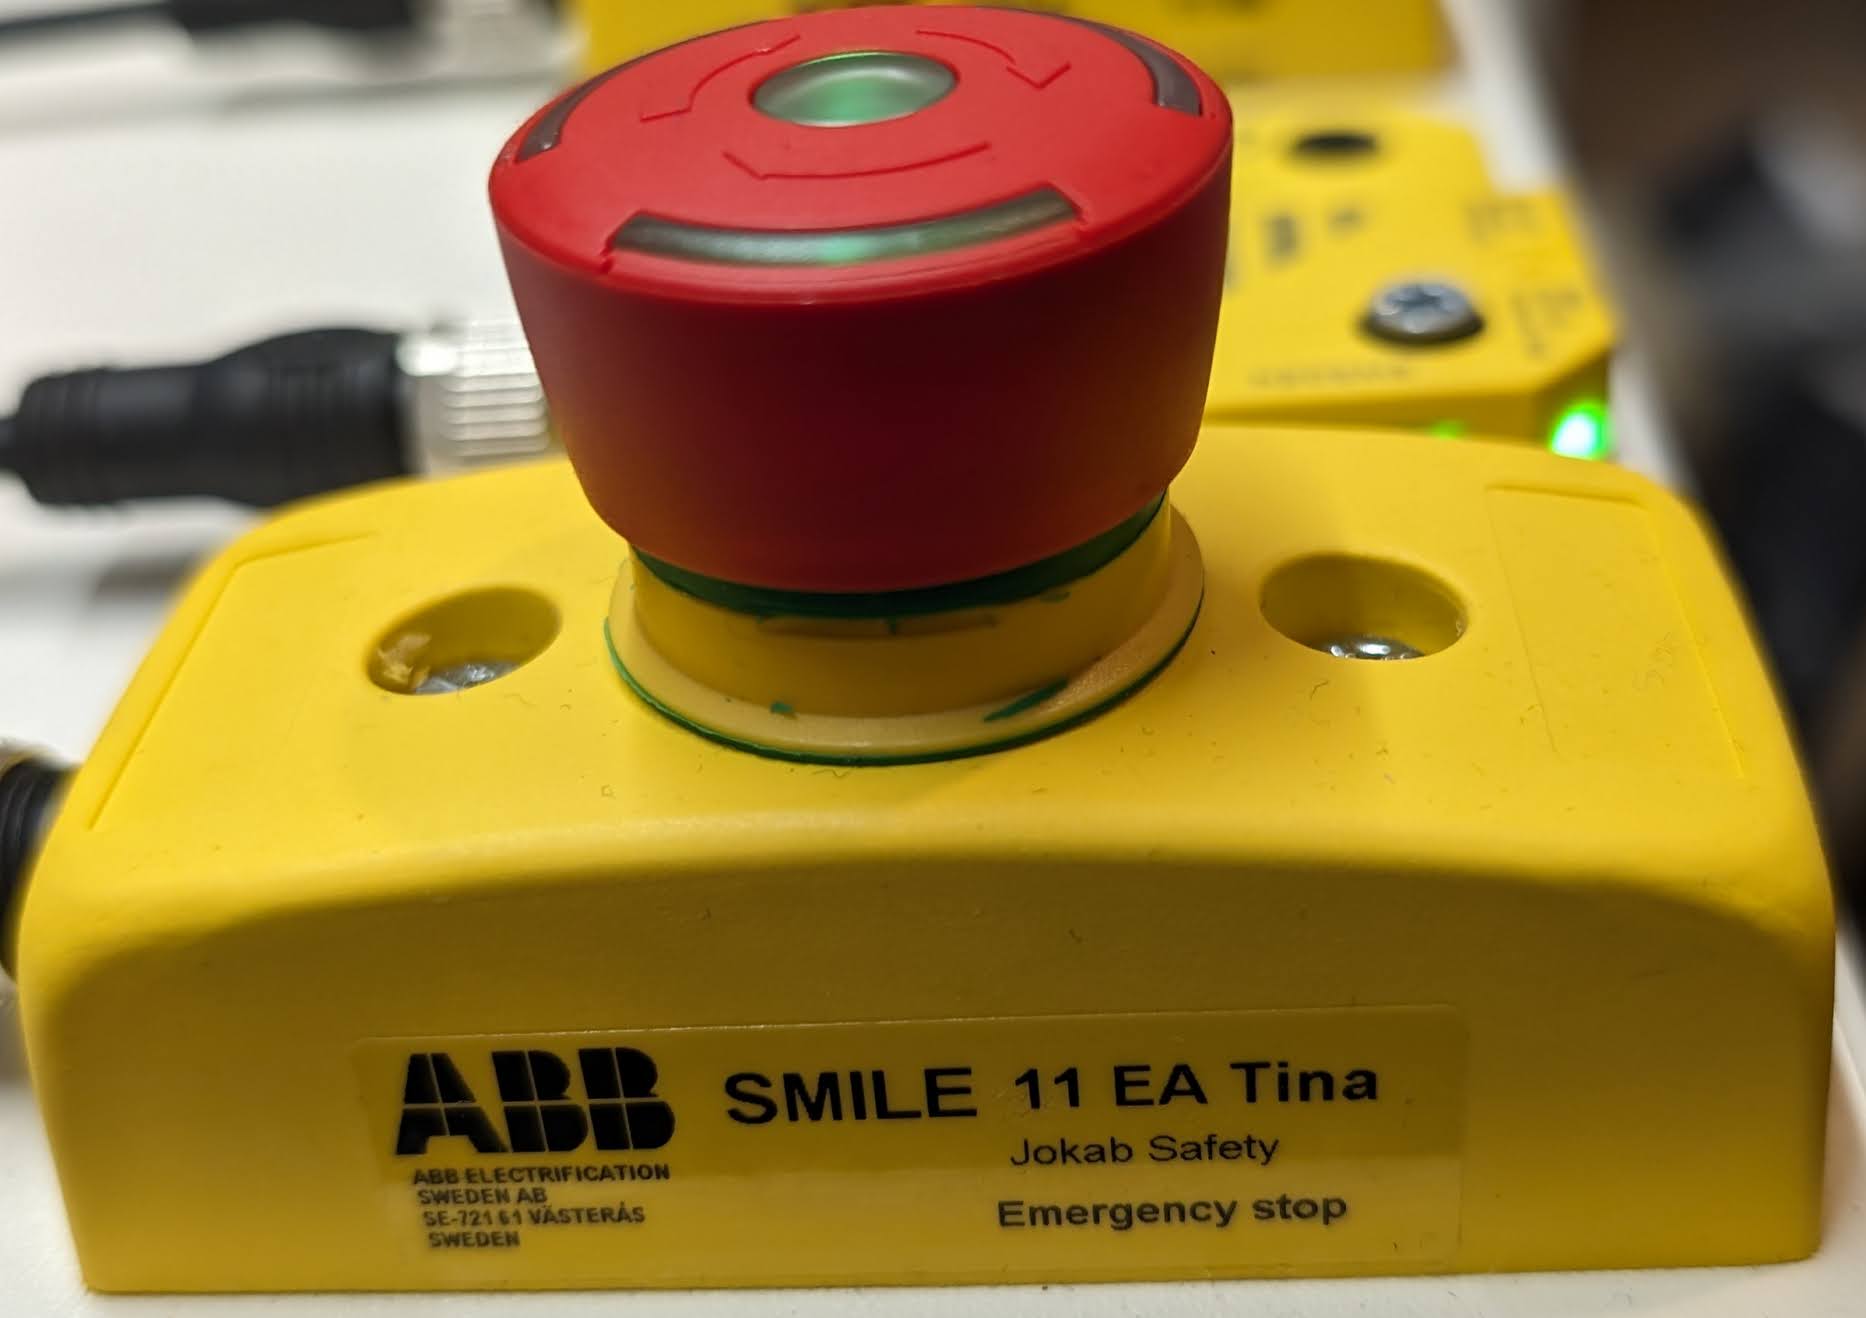 ABB
SMILE 11 EA Tina
Jokab Safety
Emergency stop
ABB ELECTRIFICATION
SWEDEN AB
SE-721 61 VÄSTERÅS
SWEDEN